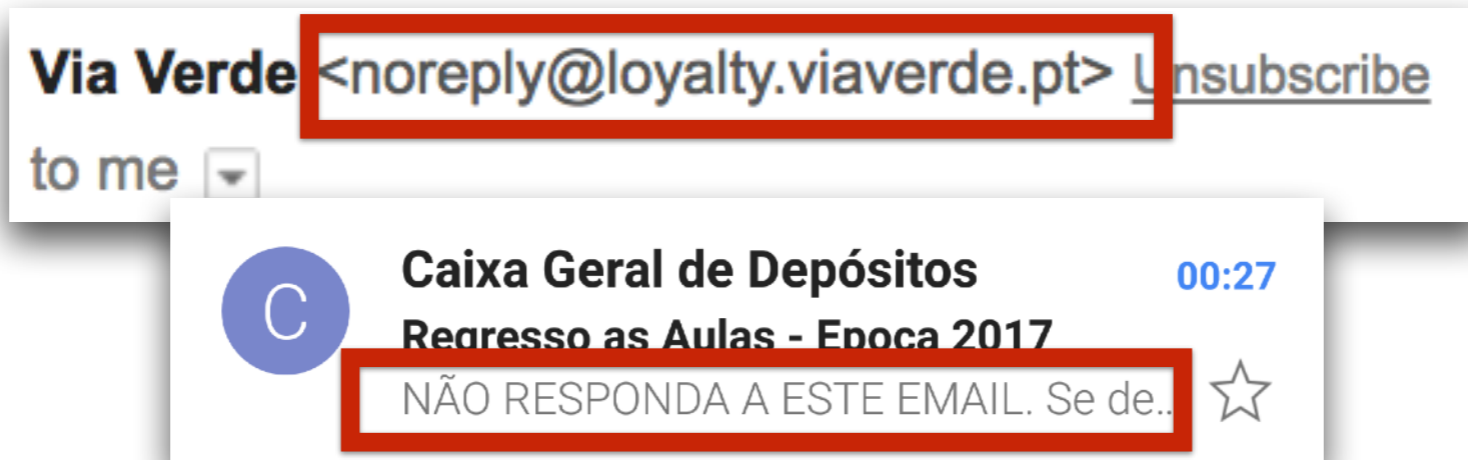 Via Verde <noreply@loyalty.viaverde.pt> Unsubscribe
to me
C
Caixa Geral de Depósitos
00:27
Regresso as Aulas - Epoca 2017
NÃO RESPONDA A ESTE EMAIL. Se de..